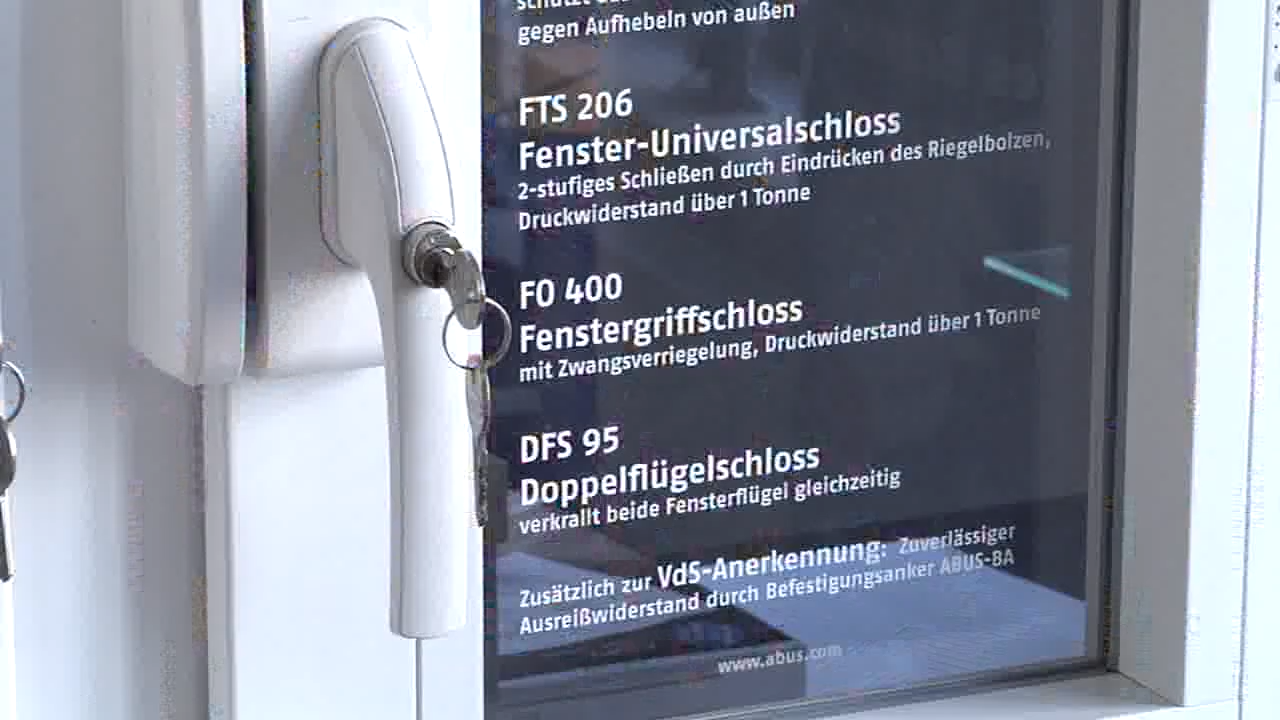 gegen Aufhebeln von außen
FTS 206
Fenster-Universalschloss
2-stufiges Schließen durch Eindrücken des Riegelbolzen,
Druckwiderstand über 1 Tonne
FO 400
Fenstergriffschloss
mit Zwangsverriegelung, Druckwiderstand über 1 Tonne
DFS 95
Doppelflügelschloss
verkrallt beide Fensterflügel gleichzeitig
Zusätzlich zur VdS-Anerkennung: Zuverlässiger
Ausreißwiderstand durch Befestigungsanker ABUS-BA
www.abus.com